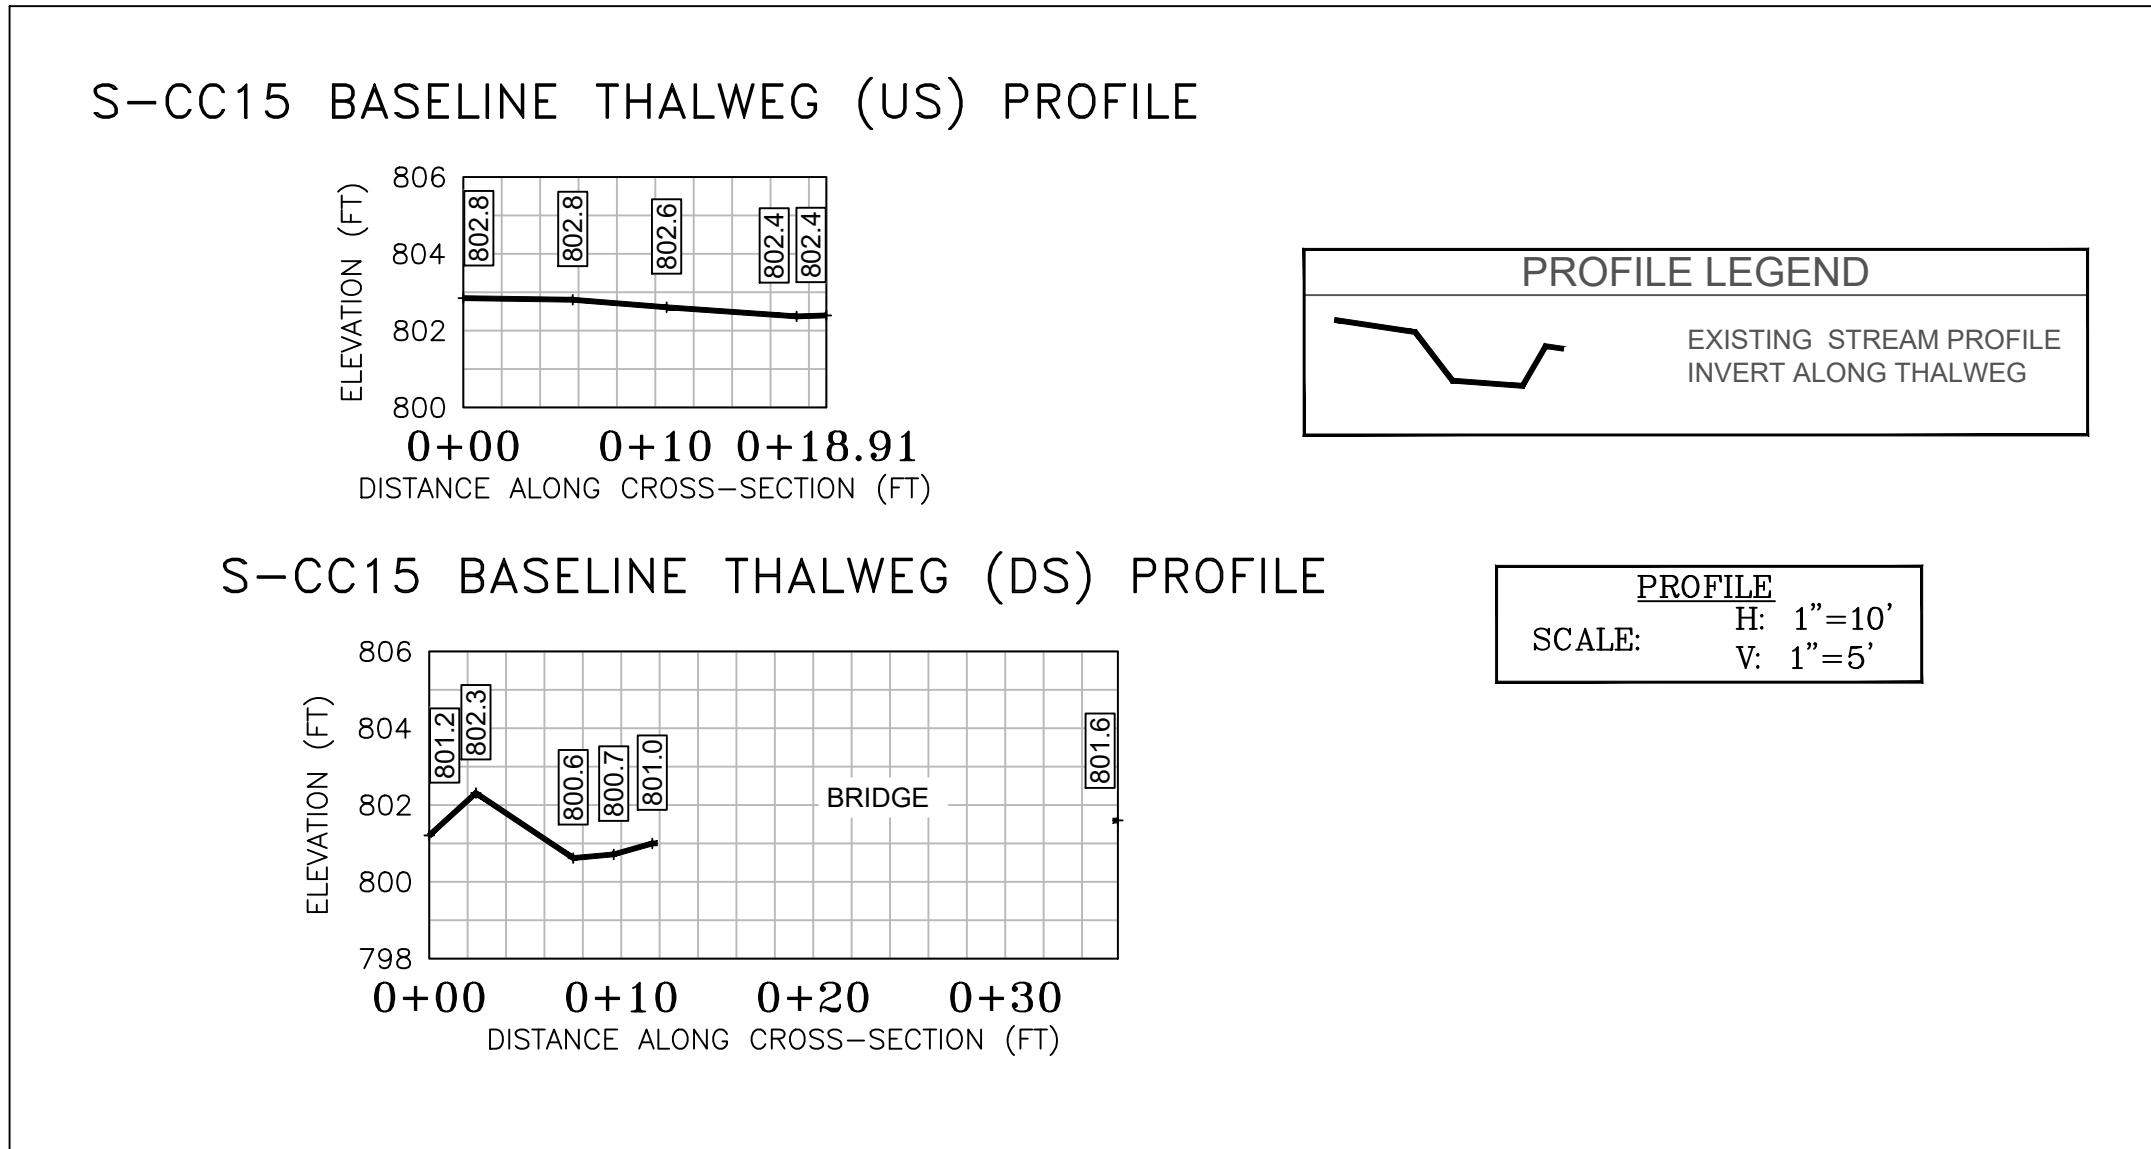 S-CC15 BASELINE THALWEG (US) PROFILE
ELEVATION (FT)
806
804
802
800
802.8
802.8
802.6
802.4
802.4
0+00 0+10 0+18.91
DISTANCE ALONG CROSS-SECTION (FT)
PROFILE LEGEND
EXISTING STREAM PROFILE
INVERT ALONG THALWEG
S-CC15 BASELINE THALWEG (DS) PROFILE
ELEVATION (FT)
806
804
802
800
798
801.2
802.3
800.6
800.7
801.0
BRIDGE
801.6
0+00 0+10 0+20 0+30
DISTANCE ALONG CROSS-SECTION (FT)
PROFILE
SCALE:
H: 1"=10'
V: 1"=5'